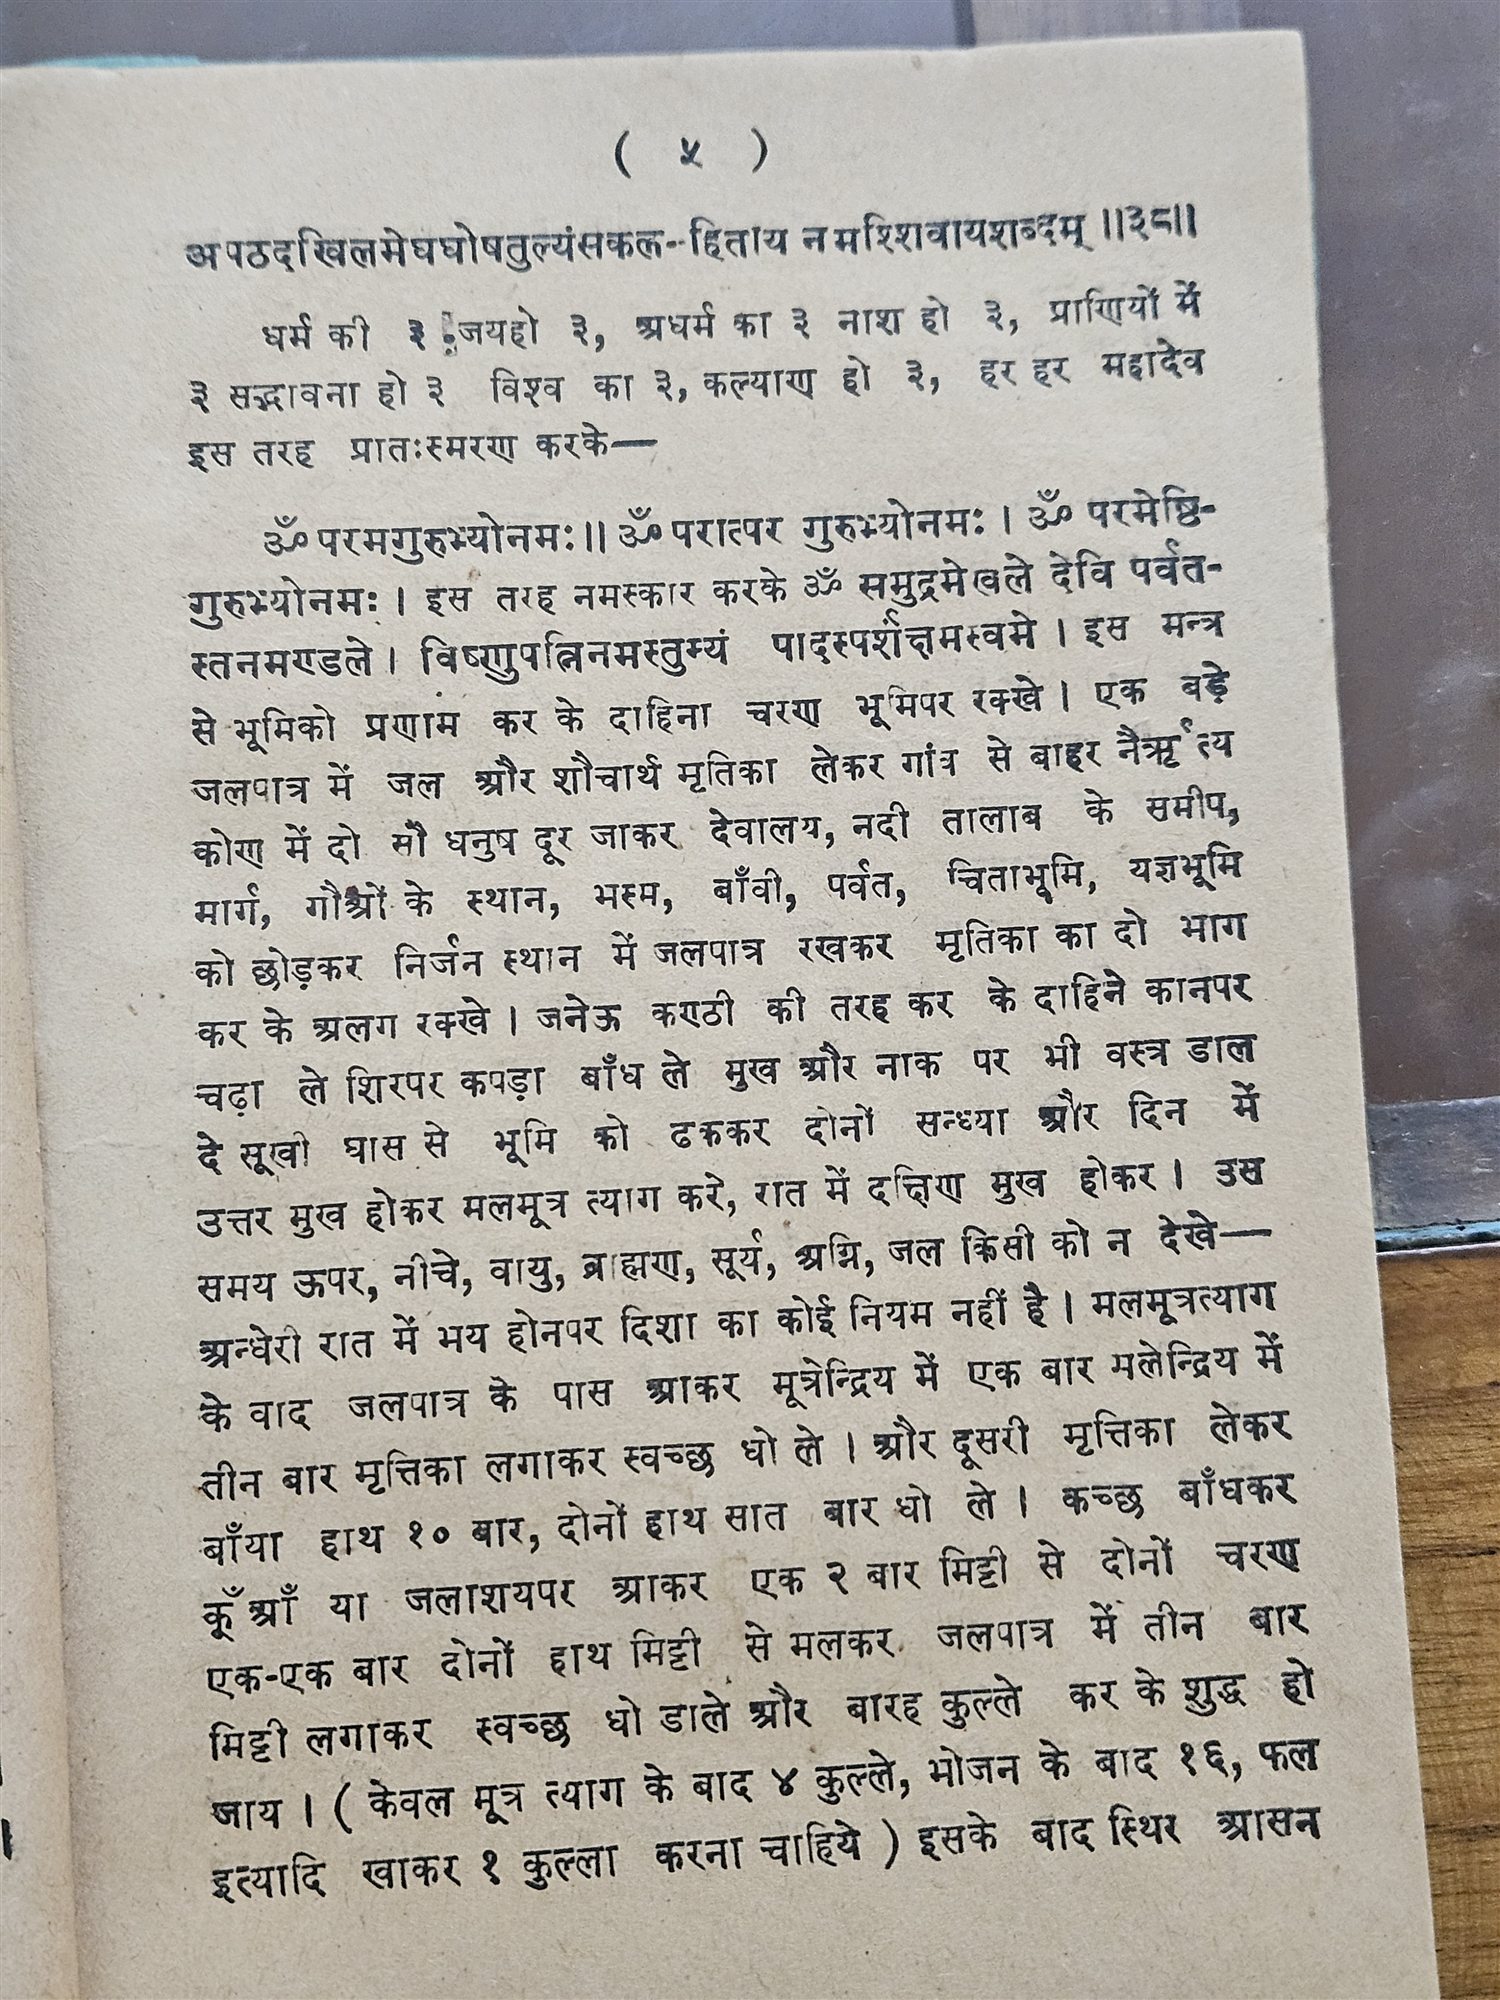 ( ५ )
अपठदखिलमेघघोषतुल्यंसकल-हिताय नमश्शिवायशब्दम् ॥३८॥
धर्म की ३ जयहो ३, अधर्म का ३ नाश हो ३, प्राणियों में
३ सद्भावना हो ३ विश्व का ३, कल्याण हो ३, हर हर महादेव
इस तरह प्रातःस्मरण करके—
ॐ परमगुरुभ्योनमः॥ ॐ परात्पर गुरुभ्योनमः। ॐ परमेष्ठि-
गुरुभ्योनमः। इस तरह नमस्कार करके ॐ समुद्रमेखले देवि पर्वत-
स्तनमण्डले। विष्णुपत्निनमस्तुभ्यं पादस्पर्शक्षमस्वमे। इस मन्त्र
से भूमिको प्रणाम कर के दाहिना चरण भूमिपर रक्खे। एक बड़े
जलपात्र में जल और शौचार्थ मृतिका लेकर गांव से बाहर नैर्ऋत्य
कोण में दो सौ धनुष दूर जाकर देवालय, नदी तालाब के समीप,
मार्ग, गौओं के स्थान, भस्म, बाँवी, पर्वत, चिताभूमि, यज्ञभूमि
को छोड़कर निर्जन स्थान में जलपात्र रखकर मृतिका का दो भाग
कर के अलग रक्खे। जनेऊ कण्ठी की तरह कर के दाहिने कानपर
चढ़ा ले शिरपर कपड़ा बाँध ले मुख और नाक पर भी वस्त्र डाल
दे सूखी घास से भूमि को ढककर दोनों सन्ध्या और दिन में
उत्तर मुख होकर मलमूत्र त्याग करे, रात में दक्षिण मुख होकर। उस
समय ऊपर, नीचे, वायु, ब्राह्मण, सूर्य, अग्नि, जल किसी को न देखे—
अन्धेरी रात में भय होनपर दिशा का कोई नियम नहीं है। मलमूत्रत्याग
के वाद जलपात्र के पास आकर मूत्रेन्द्रिय में एक बार मलेन्द्रिय में
तीन बार मृत्तिका लगाकर स्वच्छ धो ले। और दूसरी मृत्तिका लेकर
बाँया हाथ १० बार, दोनों हाथ सात बार धो ले। कच्छ बाँधकर
कूँआँ या जलाशयपर आकर एक २ बार मिट्टी से दोनों चरण
एक-एक बार दोनों हाथ मिट्टी से मलकर जलपात्र में तीन बार
मिट्टी लगाकर स्वच्छ धो डाले और बारह कुल्ले कर के शुद्ध हो
जाय। ( केवल मूत्र त्याग के बाद ४ कुल्ले, भोजन के बाद १६, फल
इत्यादि खाकर १ कुल्ला करना चाहिये ) इसके बाद स्थिर आसन